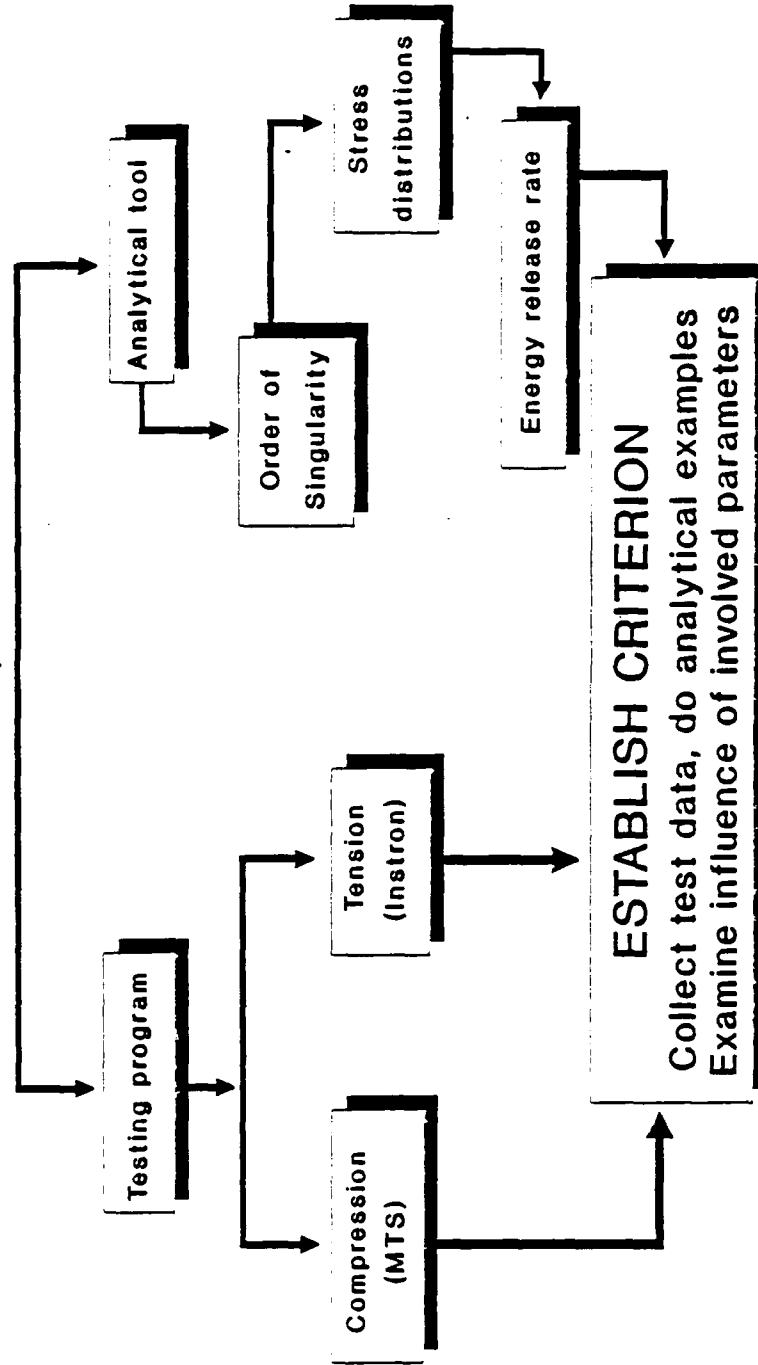 Testing program
Analytical tool
Compression
(MTS)
Tension
(Instron)
Order of
Singularity
Stress
distributions
Energy release rate
ESTABLISH CRITERION
Collect test data, do analytical examples
Examine influence of involved parameters